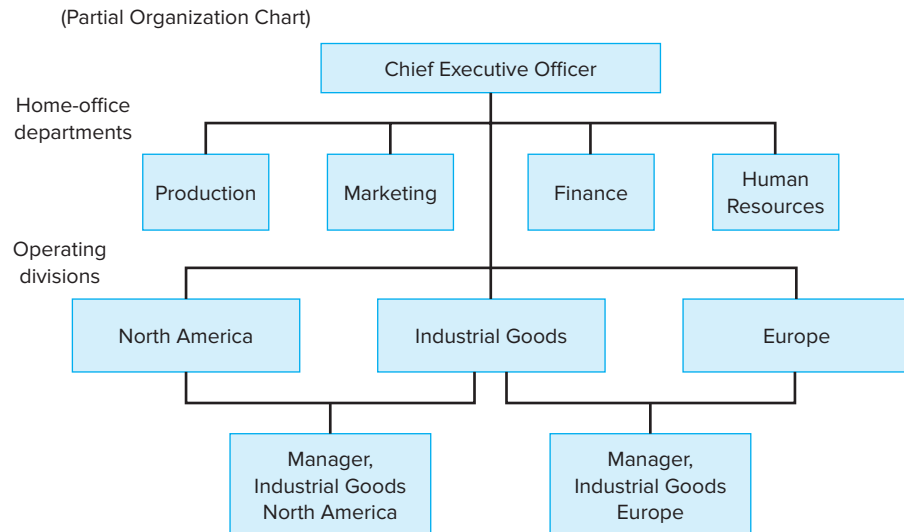 (Partial Organization Chart)
Chief Executive Officer
Home-office
departments
Production
Marketing
Finance
Human
Resources
Operating
divisions
North America
Industrial Goods
Europe
Manager,
Industrial Goods
North America
Manager,
Industrial Goods
Europe